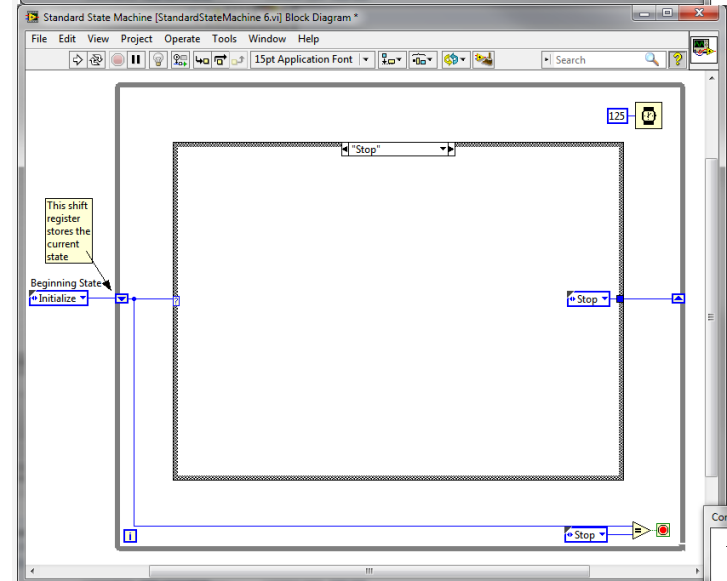 Standard State Machine [StandardStateMachine 6.vi] Block Diagram *
File Edit View Project Operate Tools Window Help
15pt Application Font
Search
125
"Stop"
This shift
register
stores the
current
state
Beginning State
Initialize
?
Stop
i
Stop
=
Cor